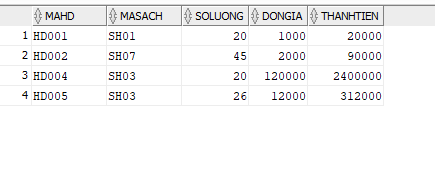 MAHD MASACH SOLUONG DONGIA THANHTIEN
1 HD001 SH01 20 1000 20000
2 HD002 SH07 45 2000 90000
3 HD004 SH03 20 120000 2400000
4 HD005 SH03 26 12000 312000